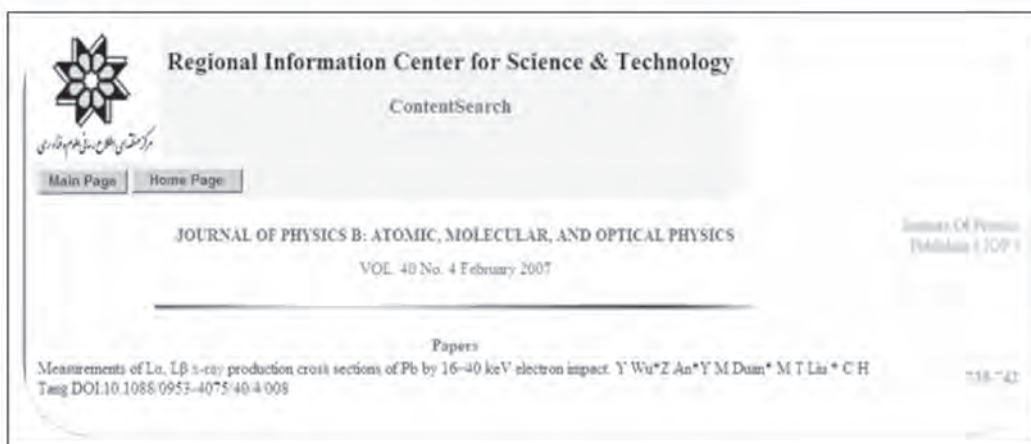 Regional Information Center for Science & Technology
ContentSearch
Main Page
Home Page
JOURNAL OF PHYSICS B: ATOMIC, MOLECULAR, AND OPTICAL PHYSICS
VOL. 40 No. 4 February 2007
Papers
Measurements of Lα, Lβ x-ray production cross sections of Pb by 16–40 keV electron impact. Y Wu*Z An*Y M Duan* M T Liu * C H
Tang DOI:10.1088/0953-4075/40/4/008